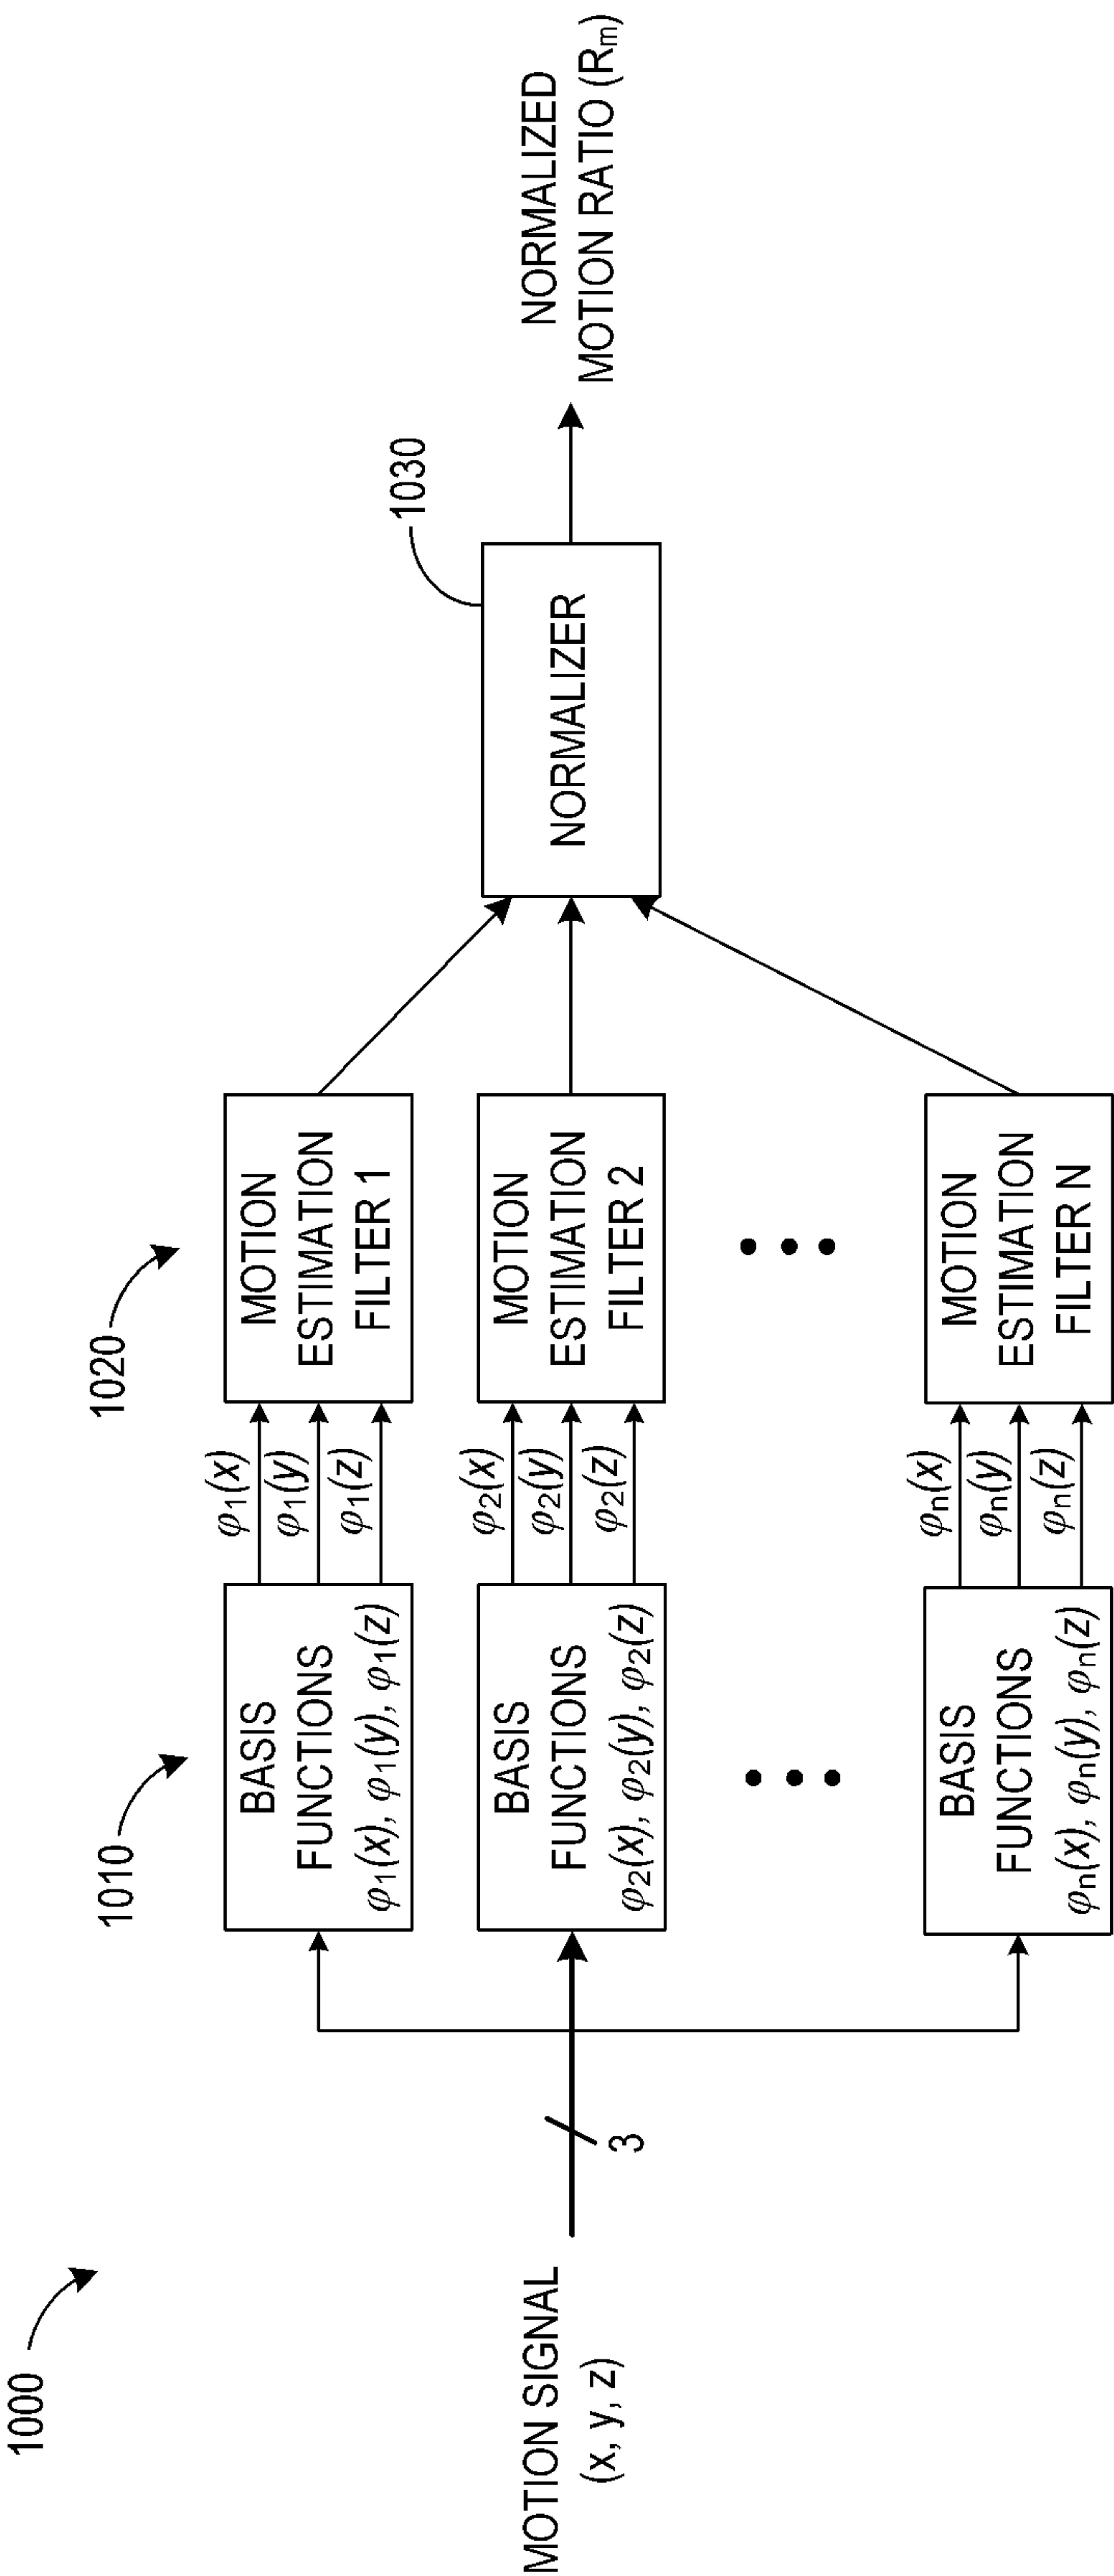 1000
MOTION SIGNAL
(x, y, z)
3
1010
BASIS
FUNCTIONS
φ1(x), φ1(y), φ1(z)
BASIS
FUNCTIONS
φ2(x), φ2(y), φ2(z)
BASIS
FUNCTIONS
φn(x), φn(y), φn(z)
φ1(x)
φ1(y)
φ1(z)
φ2(x)
φ2(y)
φ2(z)
φn(x)
φn(y)
φn(z)
1020
MOTION
ESTIMATION
FILTER 1
MOTION
ESTIMATION
FILTER 2
MOTION
ESTIMATION
FILTER N
1030
NORMALIZER
NORMALIZED
MOTION RATIO (Rm)